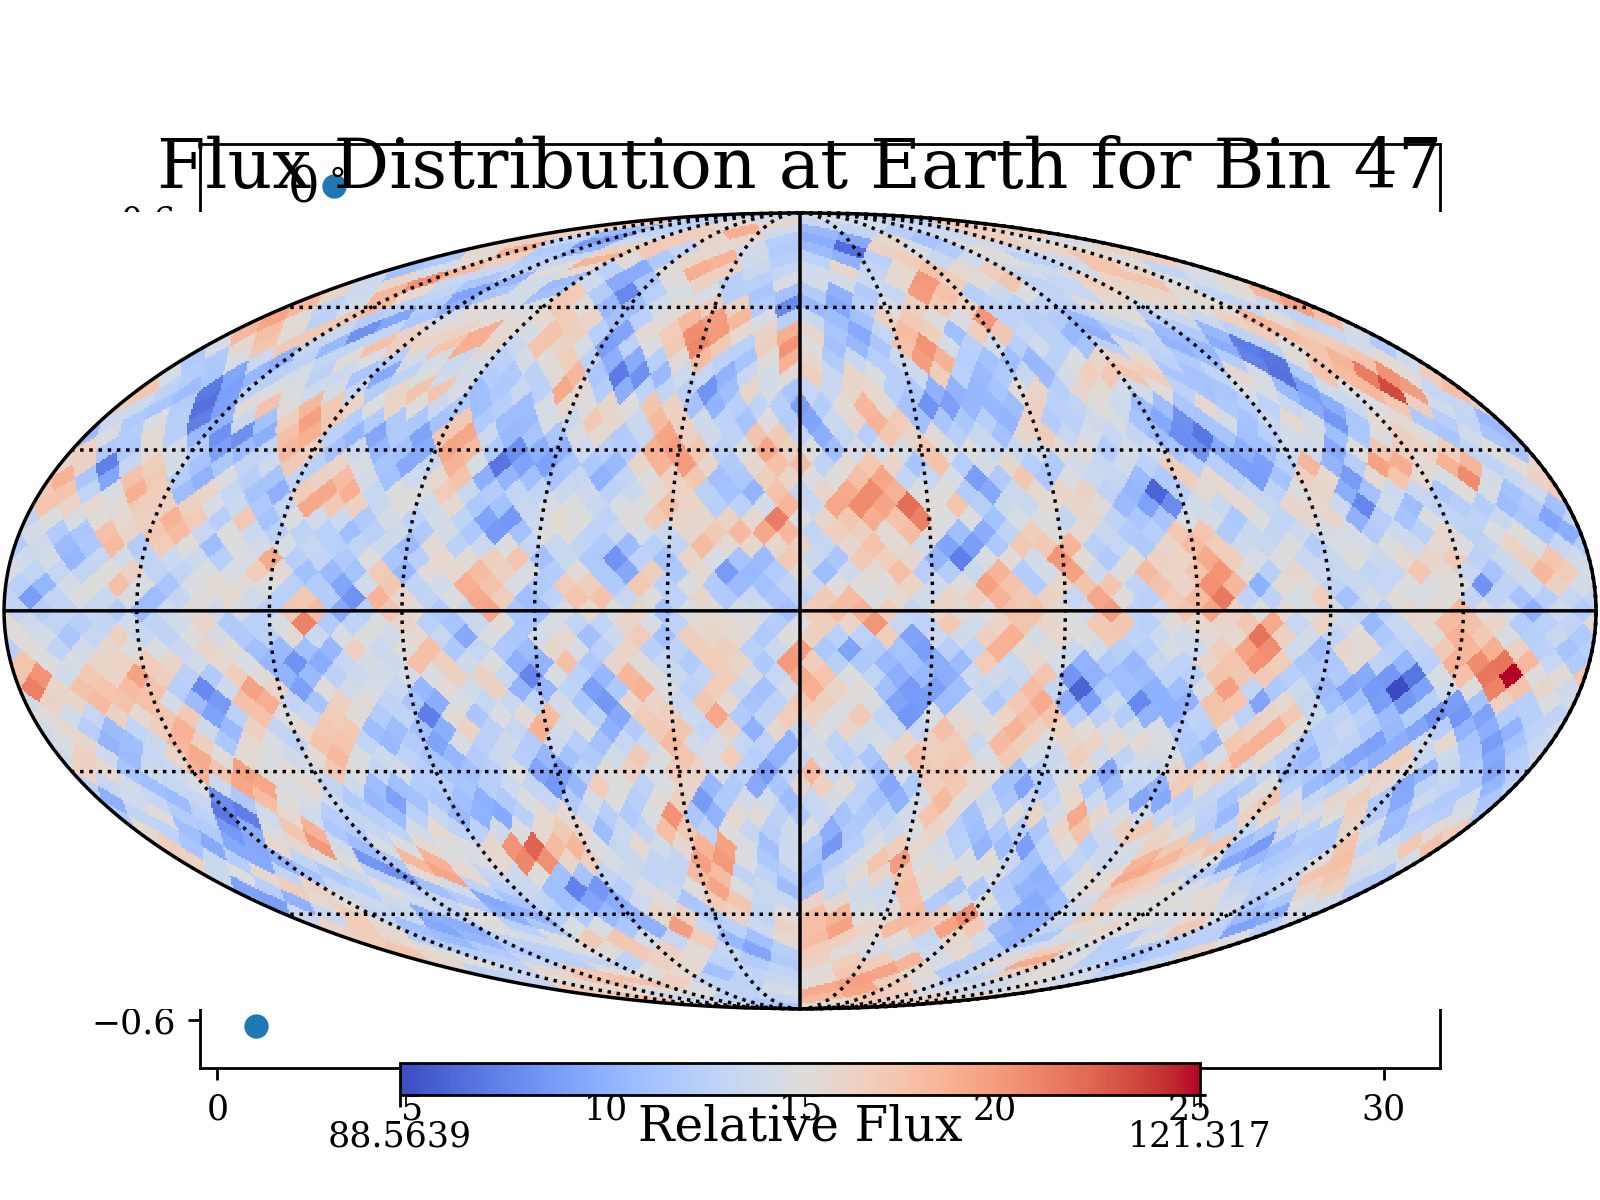 Flux Distribution at Earth for Bin 47
0°
−0.6
0 5 10 15 20 25 30
88.5639 Relative Flux 121.317